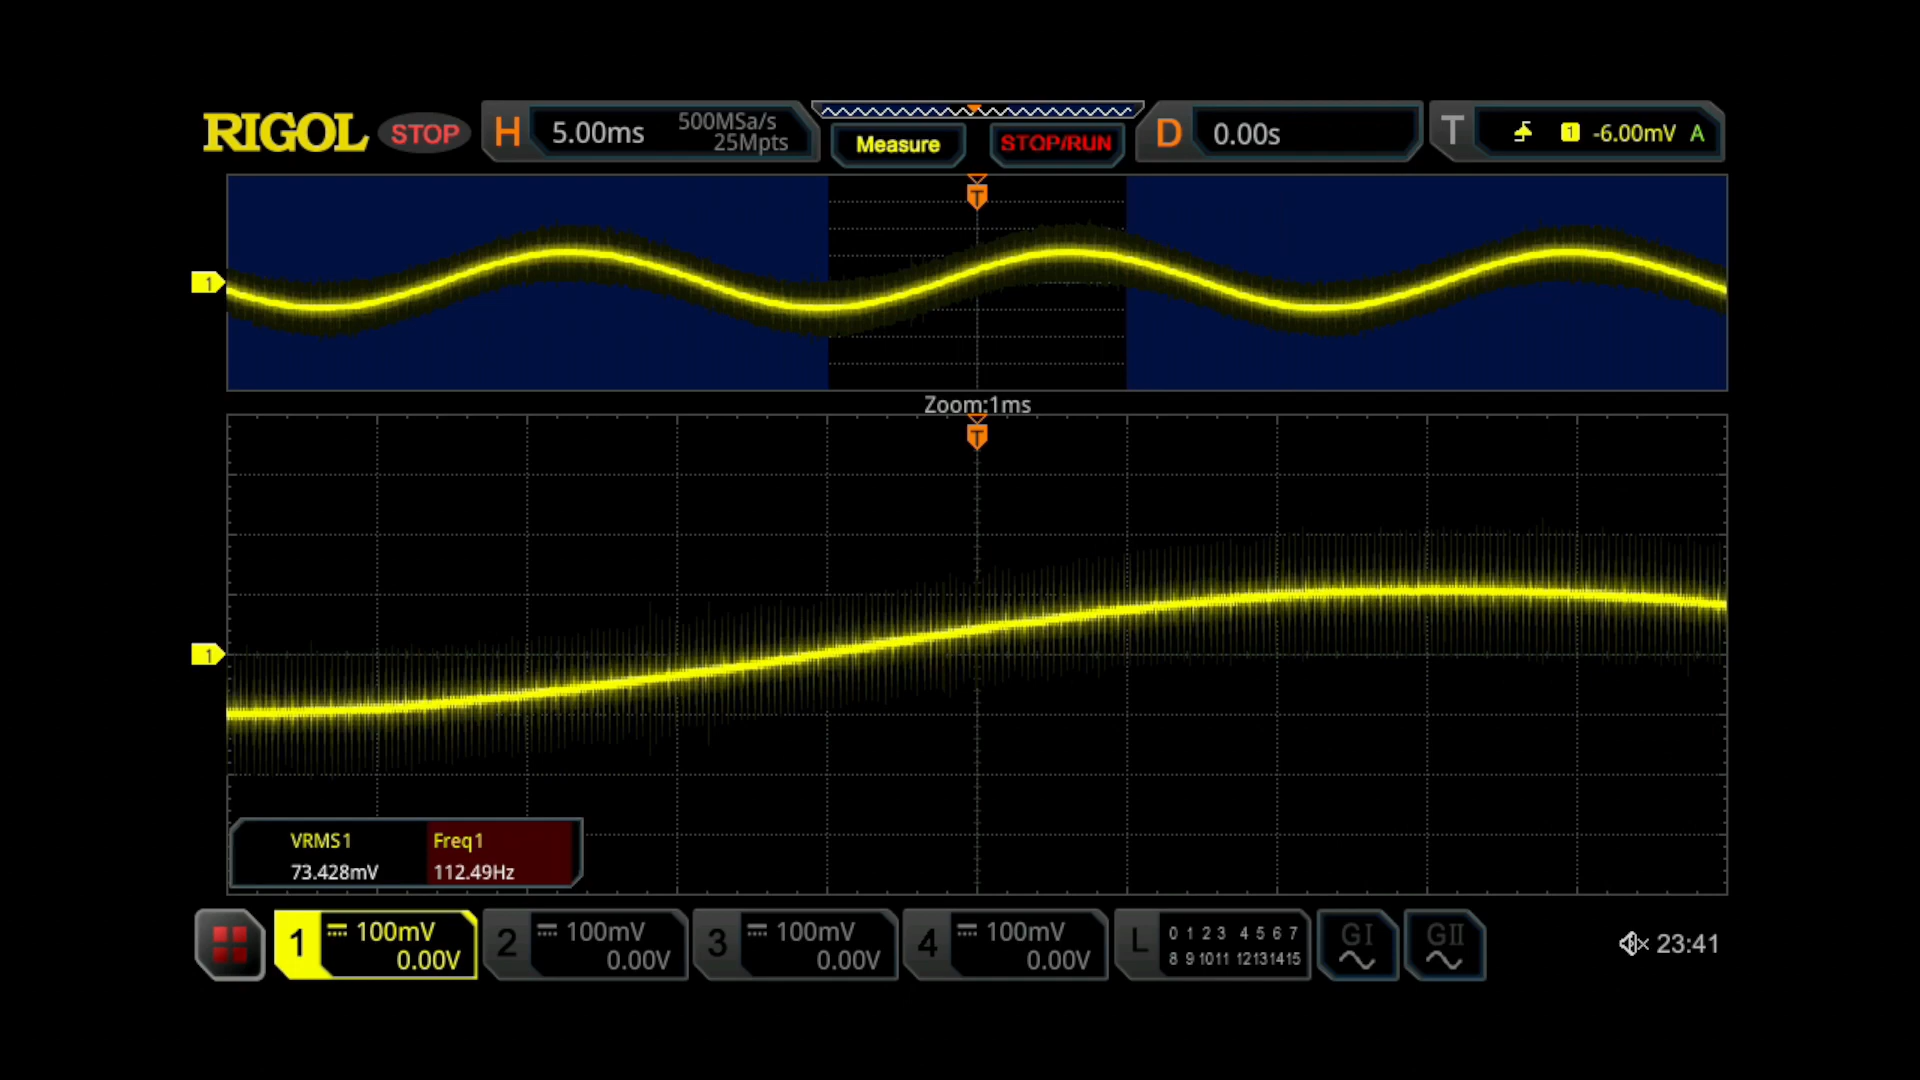 RIGOL STOP H 5.00ms 500MSa/s 25Mpts Measure STOP/RUN D 0.00s T 1 -6.00mV A
T
1
Zoom:1ms
T
1
VRMS1 Freq1
73.428mV 112.49Hz
1 100mV 2 100mV 3 100mV 4 100mV L 0 1 2 3 4 5 6 7 GI GII
0.00V 0.00V 0.00V 0.00V 8 9 10 11 12 13 14 15 23:41